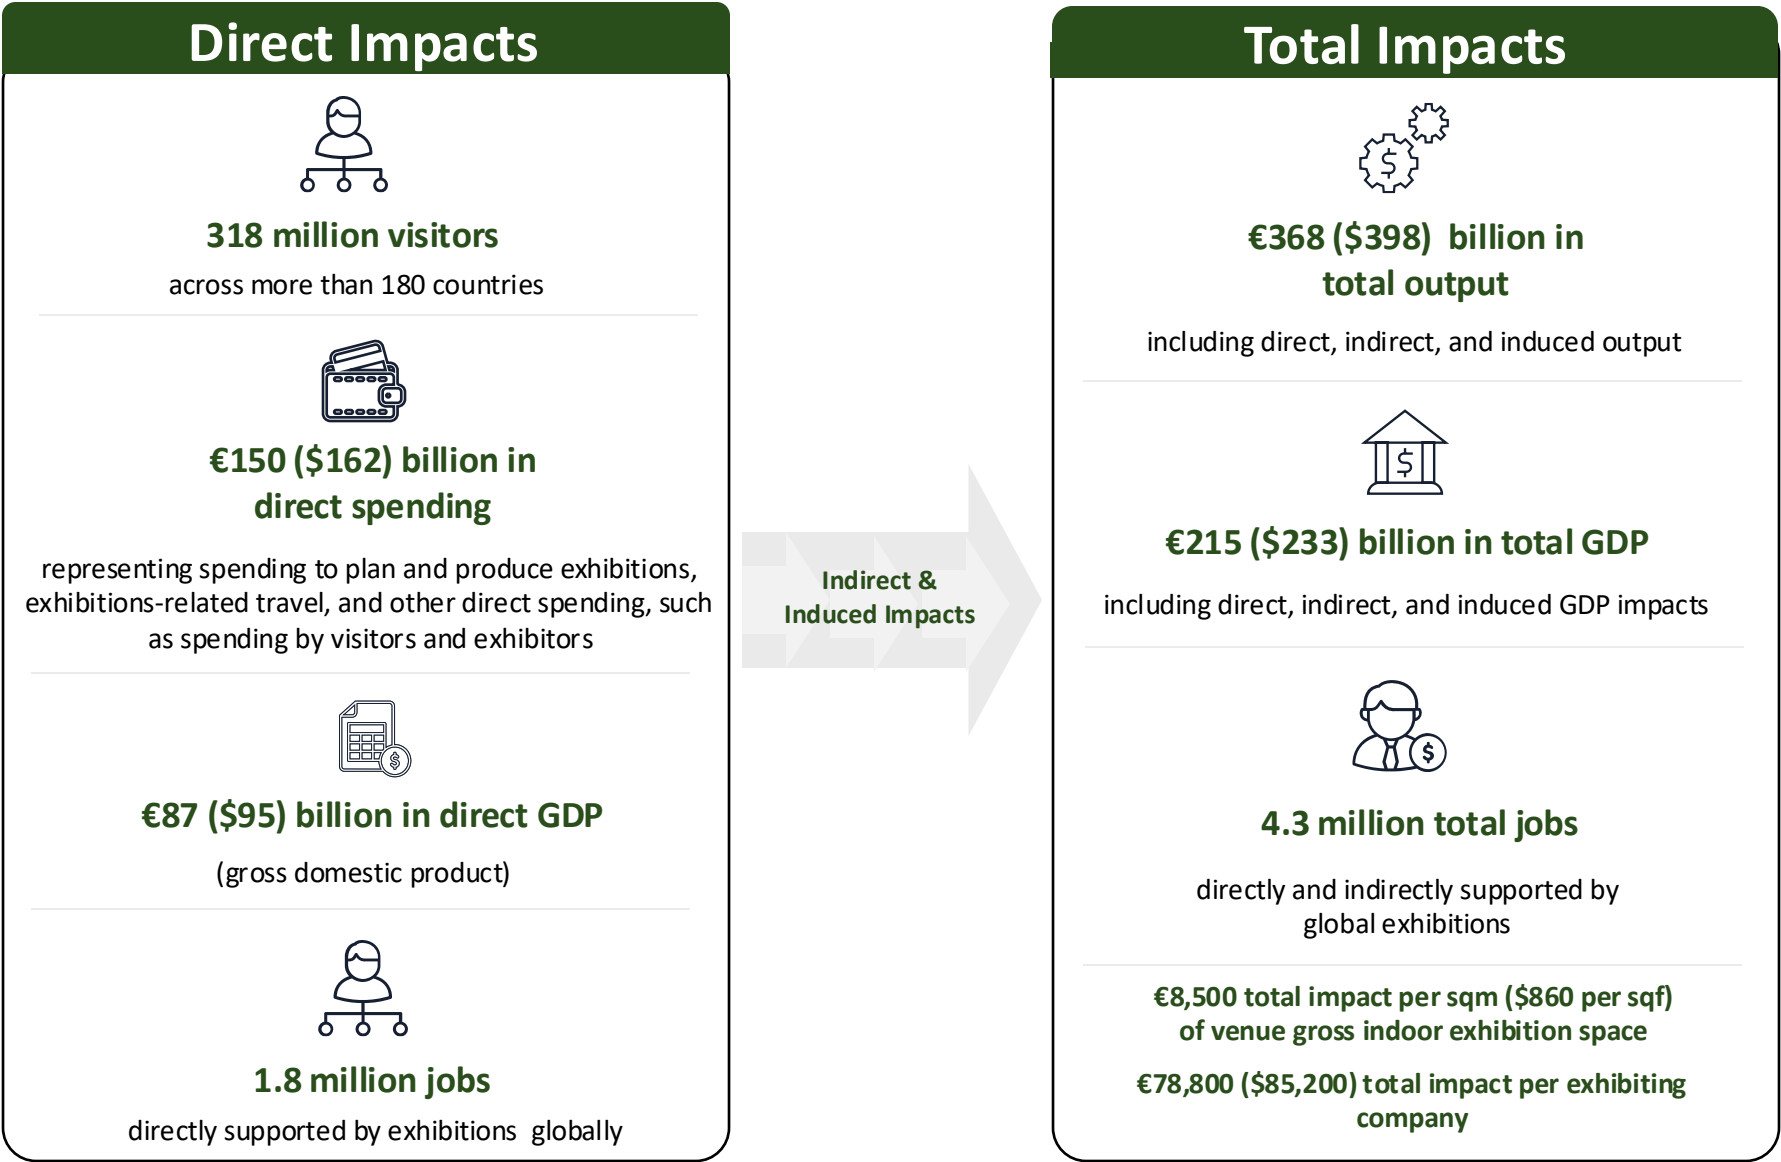 Direct Impacts
318 million visitors
across more than 180 countries
€150 ($162) billion in
direct spending
representing spending to plan and produce exhibitions,
exhibitions-related travel, and other direct spending, such
as spending by visitors and exhibitors
$
€87 ($95) billion in direct GDP
(gross domestic product)
1.8 million jobs
directly supported by exhibitions globally
Indirect &
Induced Impacts
Total Impacts
$
€368 ($398) billion in
total output
including direct, indirect, and induced output
$
€215 ($233) billion in total GDP
including direct, indirect, and induced GDP impacts
$
4.3 million total jobs
directly and indirectly supported by
global exhibitions
€8,500 total impact per sqm ($860 per sqf)
of venue gross indoor exhibition space
€78,800 ($85,200) total impact per exhibiting
company